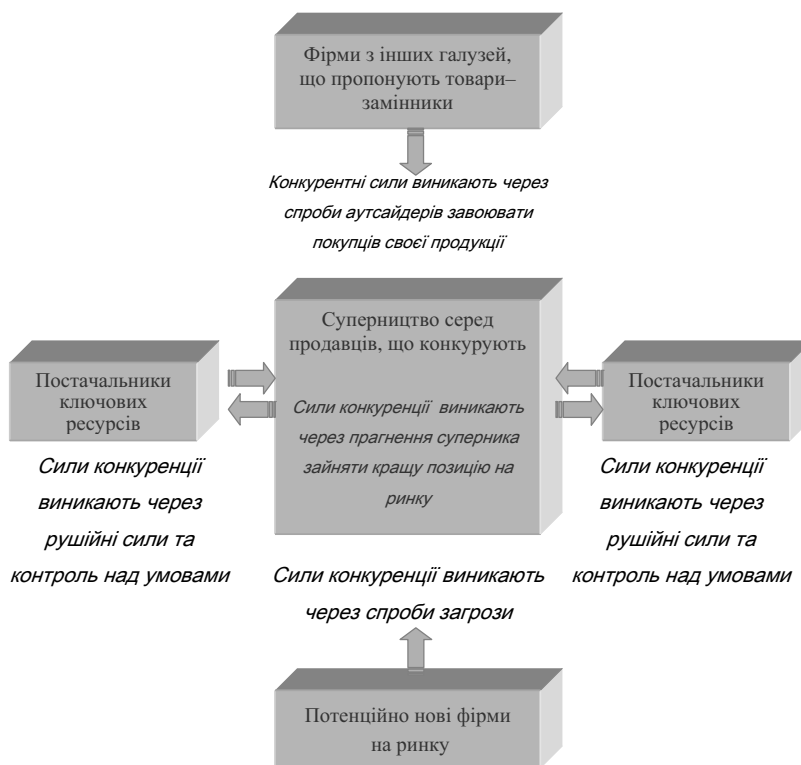 Фірми з інших галузей,
що пропонують товари–
замінники
Конкурентні сили виникають через
спроби аутсайдерів завоювати
покупців своєї продукції
Суперництво серед
продавців, що конкурують
Сили конкуренції виникають
через прагнення суперника
зайняти кращу позицію на
ринку
Постачальники
ключових
ресурсів
Сили конкуренції
виникають через
рушійні сили та
контроль над умовами
Постачальники
ключових
ресурсів
Сили конкуренції
виникають через
рушійні сили та
контроль над умовами
Сили конкуренції виникають
через спроби загрози
Потенційно нові фірми
на ринку